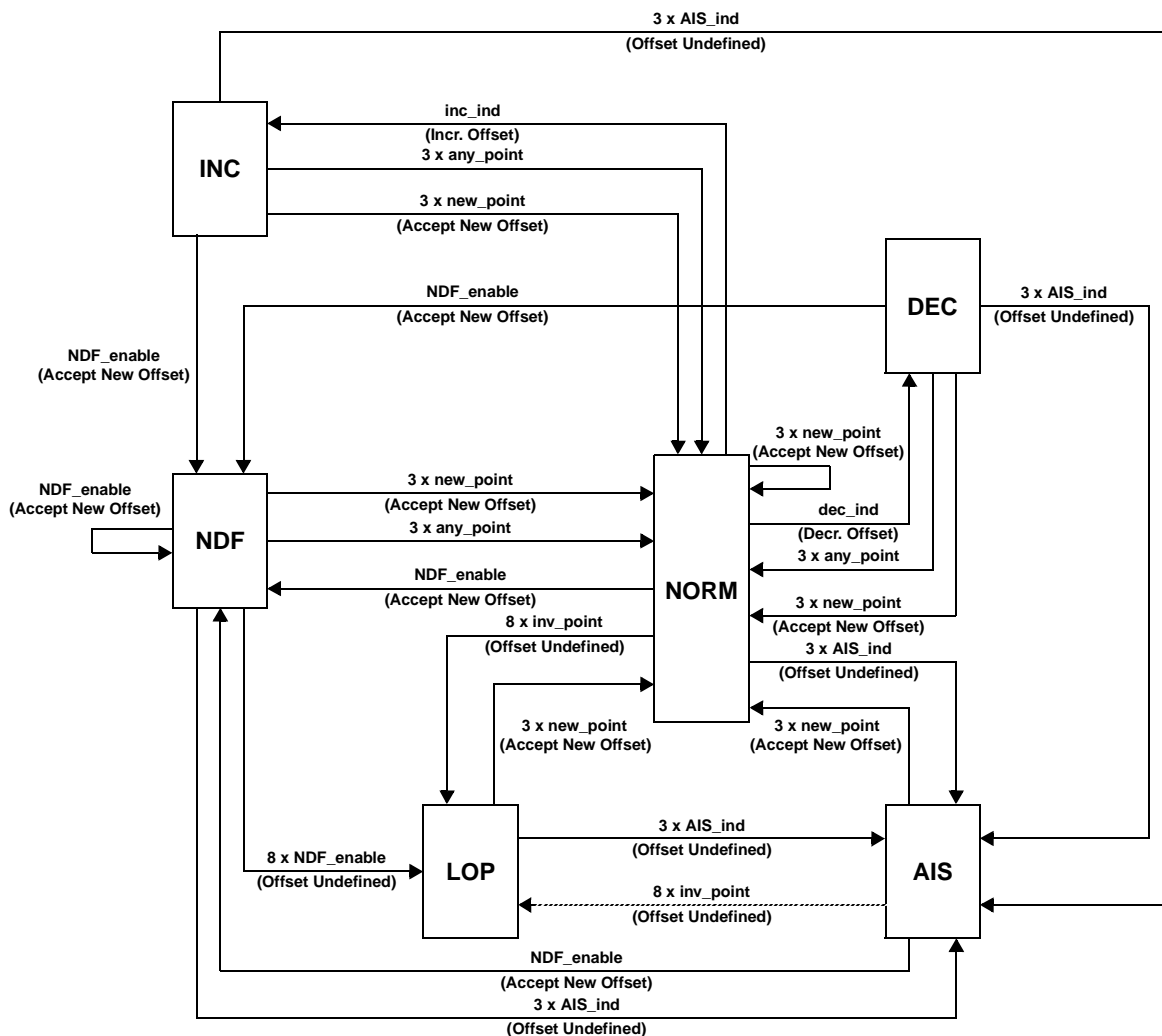 3 x AIS_ind
(Offset Undefined)
inc_ind
(Incr. Offset)
3 x any_point
INC
3 x new_point
(Accept New Offset)
NDF_enable
(Accept New Offset)
DEC
3 x AIS_ind
(Offset Undefined)
NDF_enable
(Accept New Offset)
3 x new_point
(Accept New Offset)
NDF_enable
(Accept New Offset)
3 x new_point
(Accept New Offset)
dec_ind
(Decr. Offset)
NDF
3 x any_point
3 x any_point
NDF_enable
(Accept New Offset)
NORM
3 x new_point
(Accept New Offset)
8 x inv_point
(Offset Undefined)
3 x AIS_ind
(Offset Undefined)
3 x new_point
(Accept New Offset)
3 x new_point
(Accept New Offset)
3 x AIS_ind
(Offset Undefined)
8 x NDF_enable
(Offset Undefined)
LOP
AIS
8 x inv_point
(Offset Undefined)
NDF_enable
(Accept New Offset)
3 x AIS_ind
(Offset Undefined)